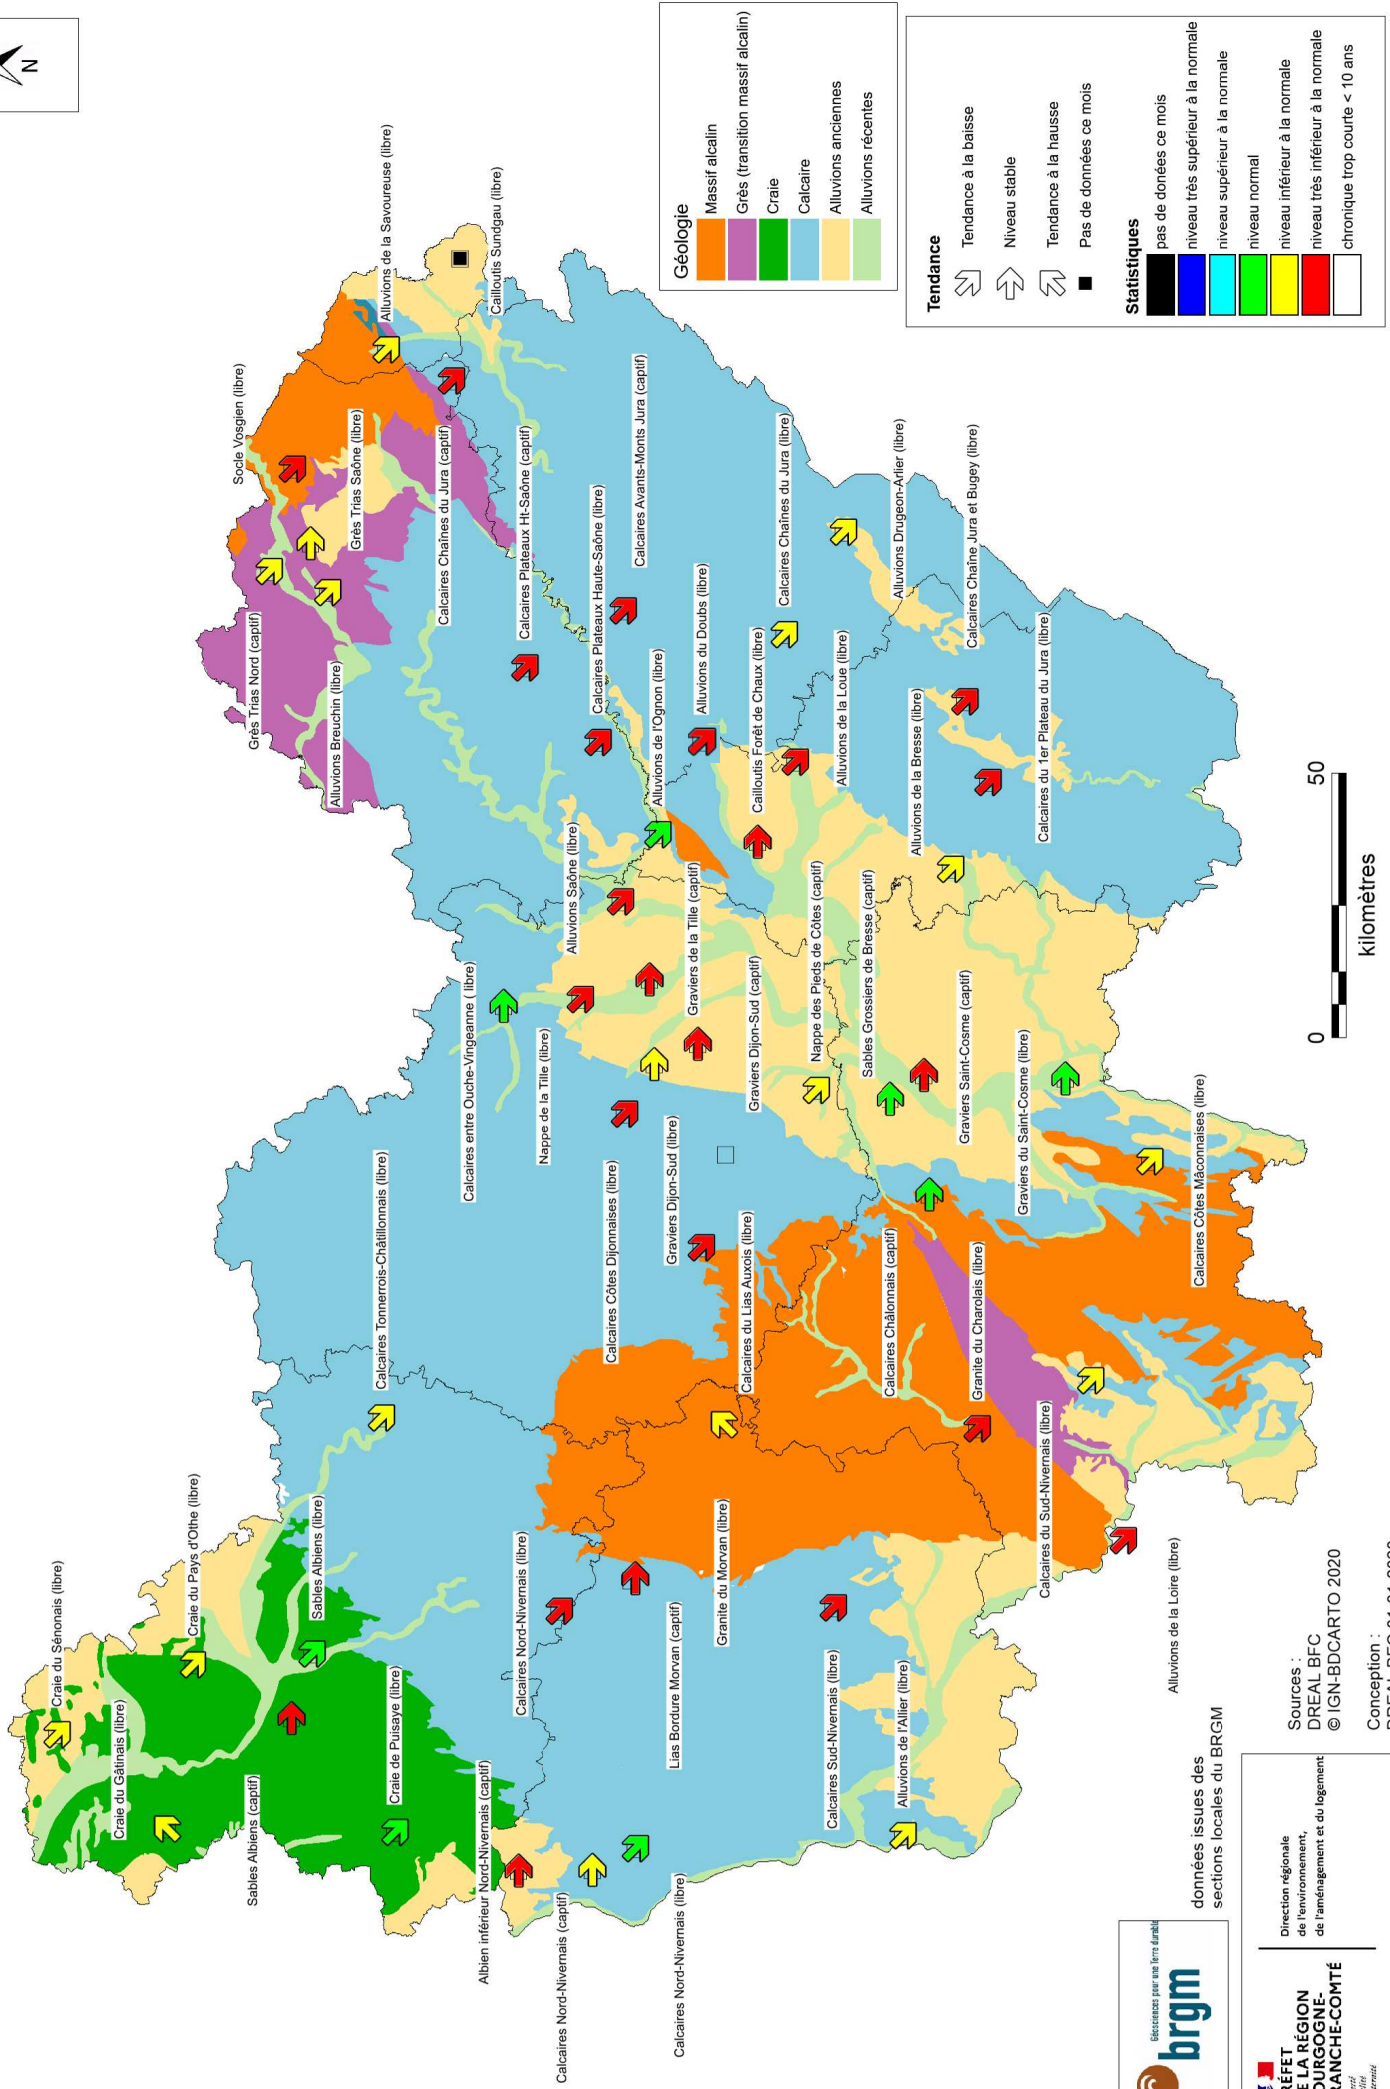 N
Géologie
Massif alcalin
Grès (transition massif alcalin)
Craie
Calcaire
Alluvions anciennes
Alluvions récentes
Tendance
Tendance à la baisse
Niveau stable
Tendance à la hausse
Pas de données ce mois
Statistiques
pas de donées ce mois
niveau très supérieur à la normale
niveau supérieur à la normale
niveau normal
niveau inférieur à la normale
niveau très inférieur à la normale
chronique trop courte < 10 ans
Craie du Sénonais (libre)
Craie du Gâtinais (libre)
Craie du Pays d'Othe (libre)
Sables Albiens (captif)
Sables Albiens (libre)
Craie de Puisaye (libre)
Calcaires Tonnerrois-Châtillonnais (libre)
Albien inférieur Nord-Nivernais (captif)
Calcaires Nord-Nivernais (libre)
Calcaires Nord-Nivernais (captif)
Calcaires Nord-Nivernais (libre)
Lias Bordure Morvan (captif)
Granite du Morvan (libre)
Calcaires Sud-Nivernais (libre)
Alluvions de l'Allier (libre)
Calcaires du Sud-Nivernais (libre)
Alluvions de la Loire (libre)
Socle Vosgien (libre)
Grès Trias Nord (captif)
Grès Trias Saône (libre)
Alluvions Breuchin (libre)
Alluvions de la Savoureuse (libre)
Cailloutis Sundgau (libre)
Calcaires Chaînes du Jura (captif)
Calcaires Plateaux Ht-Saône (captif)
Calcaires Plateaux Haute-Saône (libre)
Calcaires Avants-Monts Jura (captif)
Alluvions de l'Ognon (libre)
Alluvions du Doubs (libre)
Cailloutis Forêt de Chaux (libre)
Calcaires Chaînes du Jura (libre)
Alluvions de la Loue (libre)
Alluvions Drugeon-Arlier (libre)
Alluvions de la Bresse (libre)
Calcaires Chaîne Jura et Bugey (libre)
Calcaires du 1er Plateau du Jura (libre)
Calcaires entre Ouche-Vingeanne ( libre)
Nappe de la Tille (libre)
Alluvions Saône (libre)
Calcaires Côtes Dijonnaises (libre)
Graviers Dijon-Sud (libre)
Graviers de la Tille (captif)
Graviers Dijon-Sud (captif)
Calcaires du Lias Auxois (libre)
Nappe des Pieds de Côtes (captif)
Sables Grossiers de Bresse (captif)
Calcaires Châlonnais (captif)
Graviers Saint-Cosme (captif)
Granite du Charolais (libre)
Graviers du Saint-Cosme (libre)
Calcaires Côtes Mâconnaises (libre)
0
50
kilomètres
données issues des
sections locales du BRGM
Sources :
DREAL BFC
© IGN-BDCARTO 2020
Conception :
Géosciences pour une Terre durable
brgm
Direction régionale
de l'environnement,
de l'aménagement et du logement
LA RÉGION